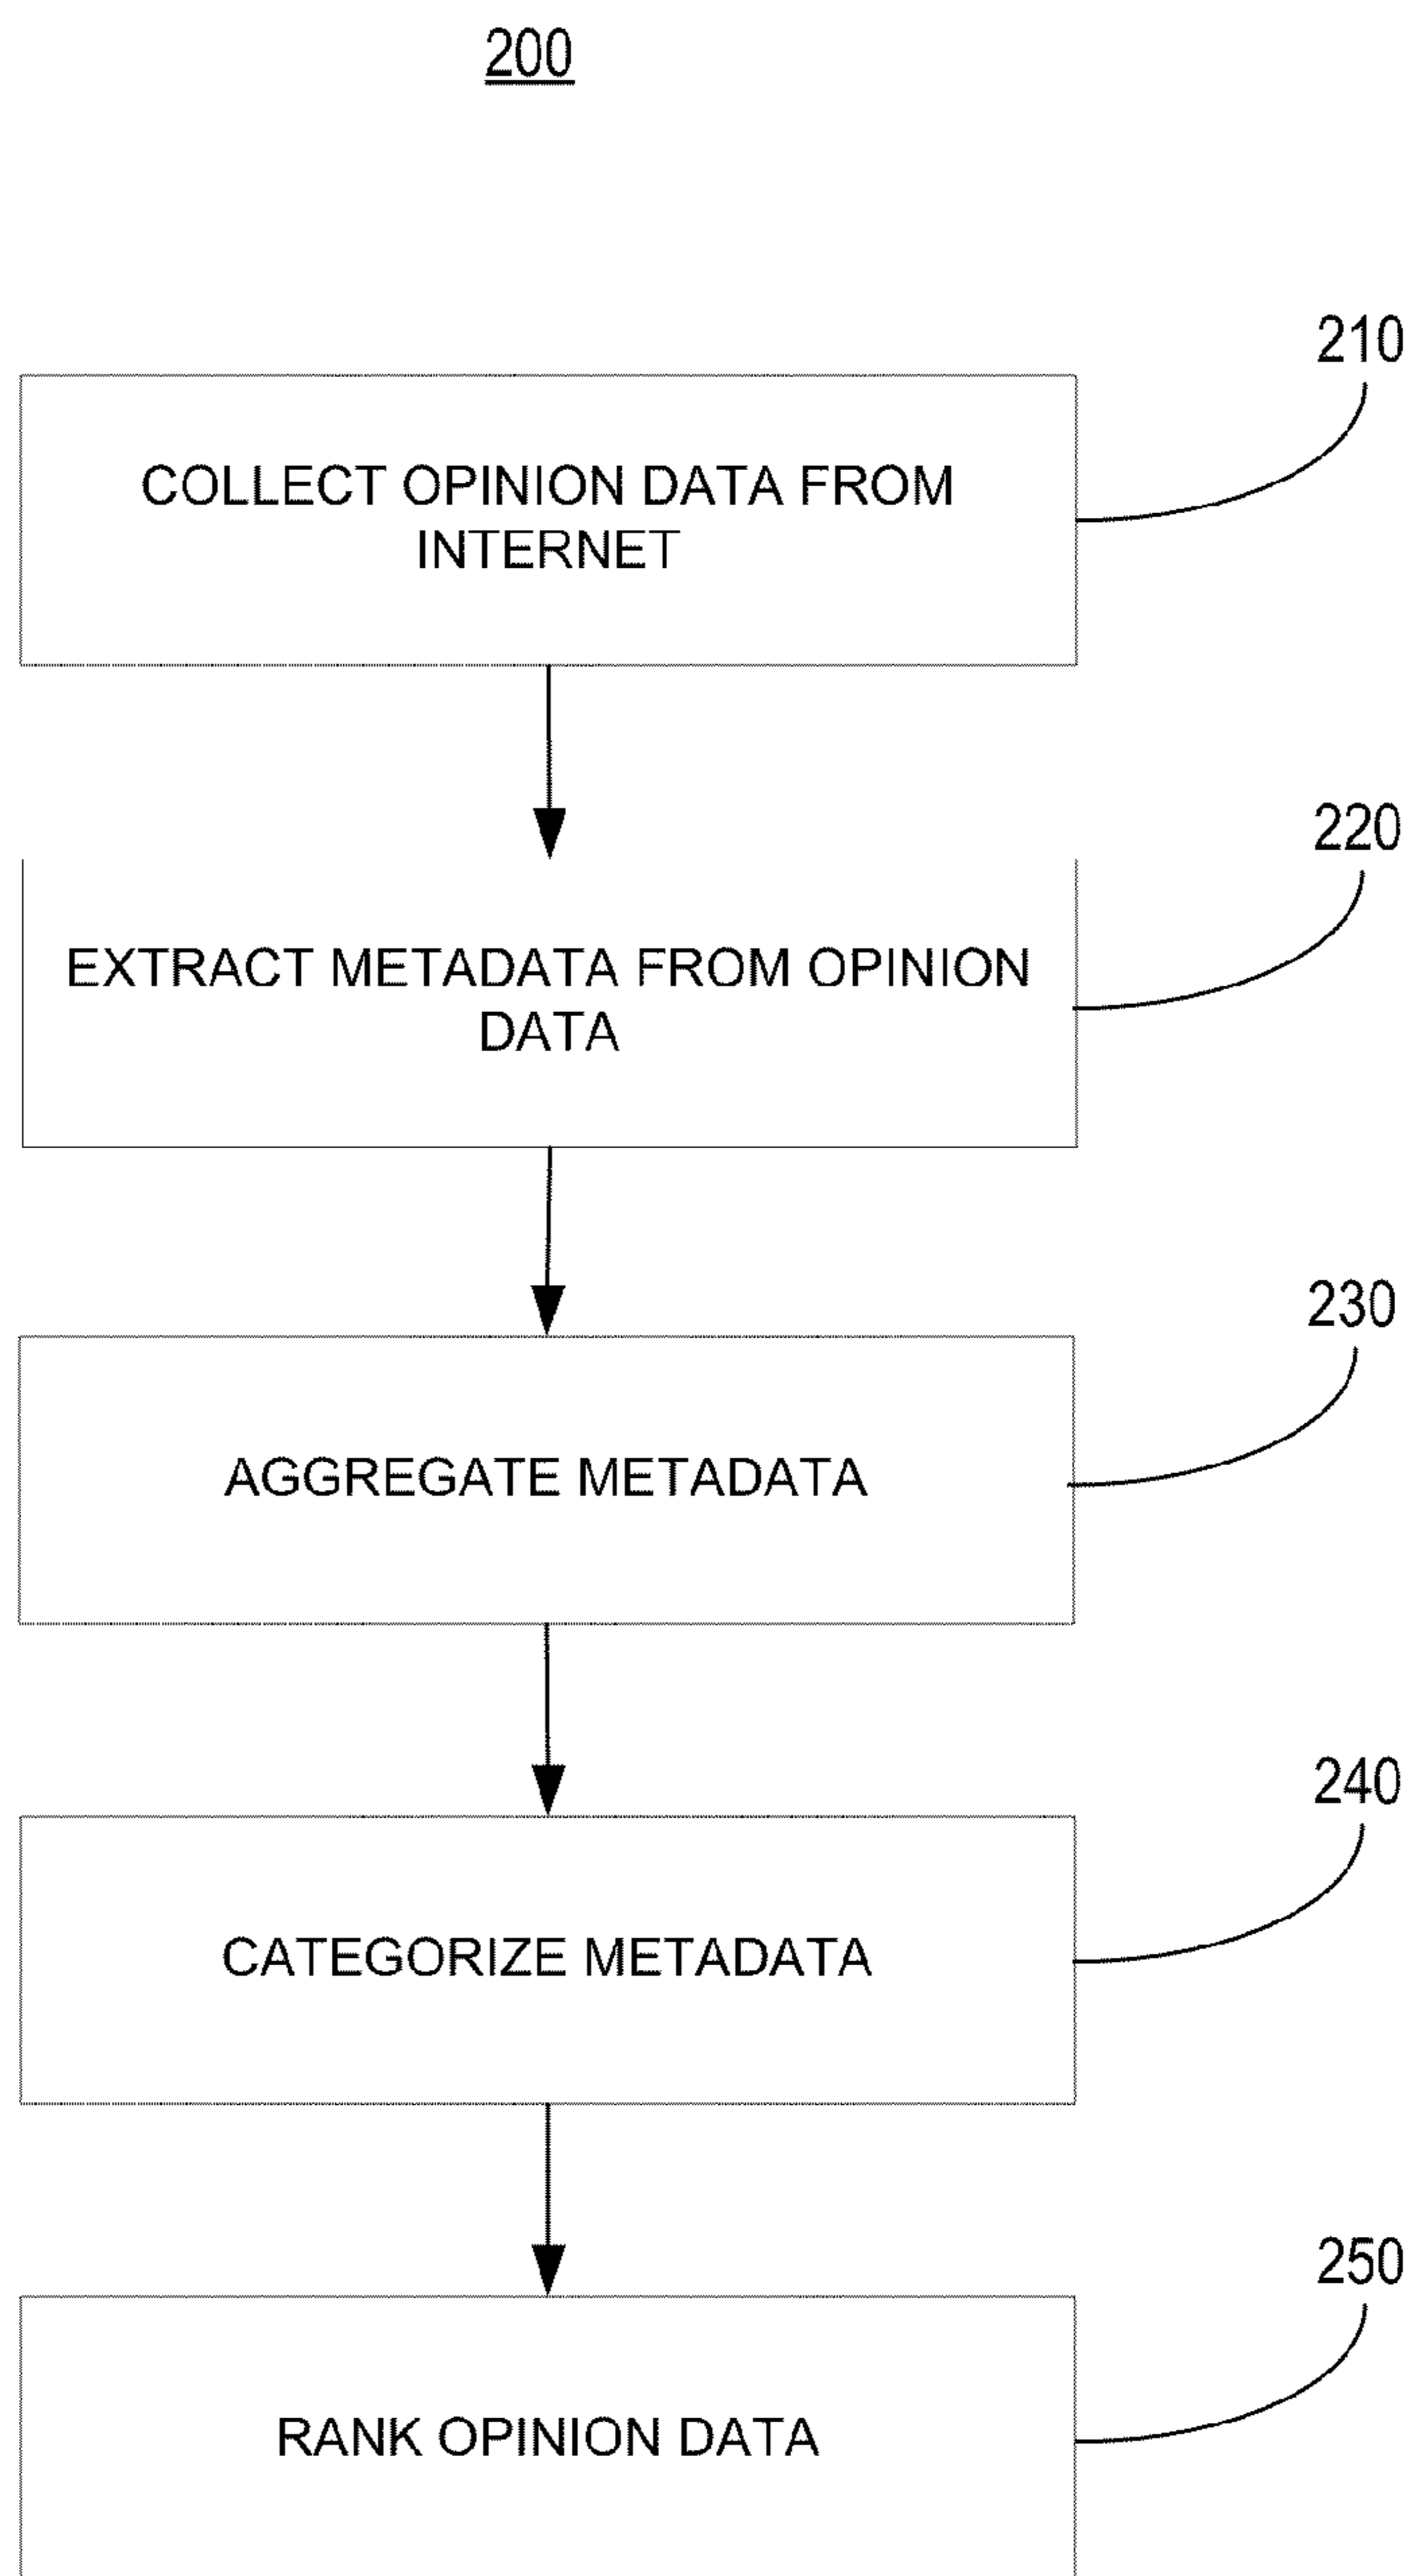 200
210
COLLECT OPINION DATA FROM
INTERNET
220
EXTRACT METADATA FROM OPINION
DATA
230
AGGREGATE METADATA
240
CATEGORIZE METADATA
250
RANK OPINION DATA